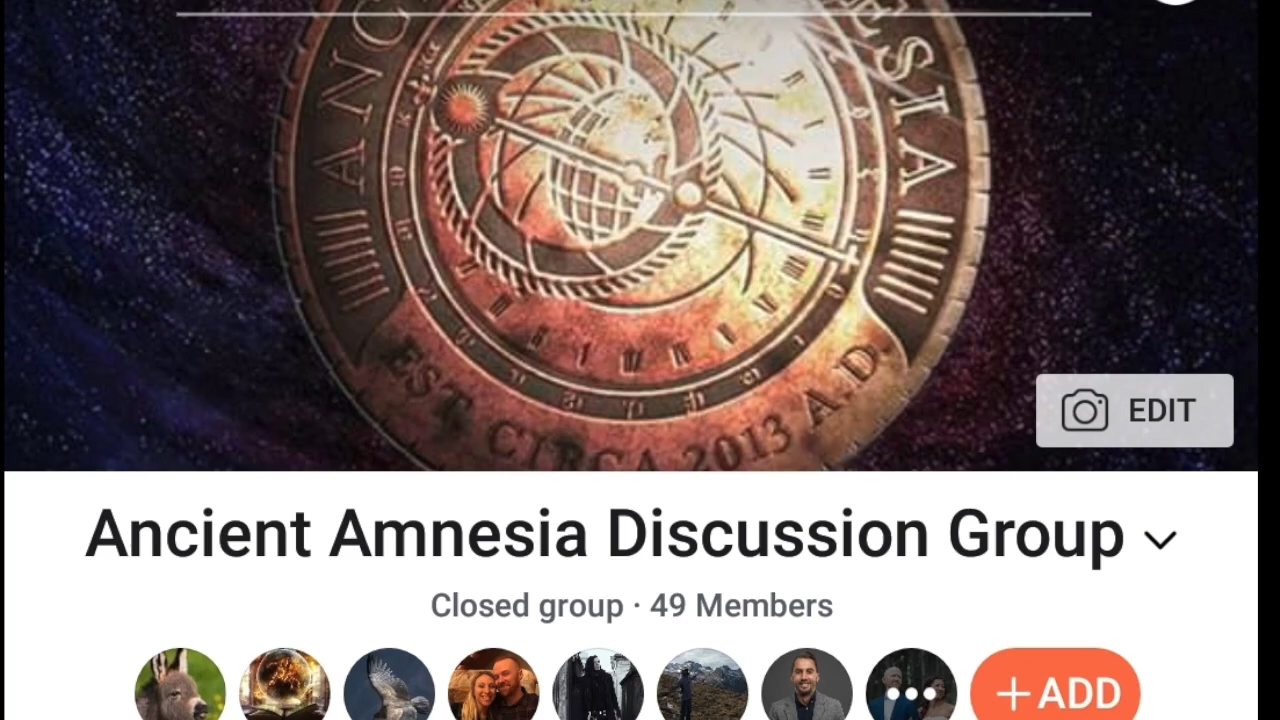 ANC
ESIA
EST. CIRCA 2013 A.D.
EDIT
Ancient Amnesia Discussion Group
Closed group · 49 Members
+ADD